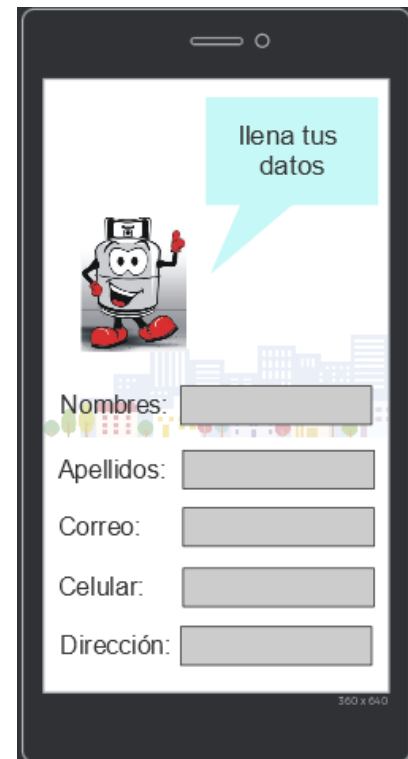 llena tus
datos
Nombres:
Apellidos:
Correo:
Celular:
Dirección:
360 x 640